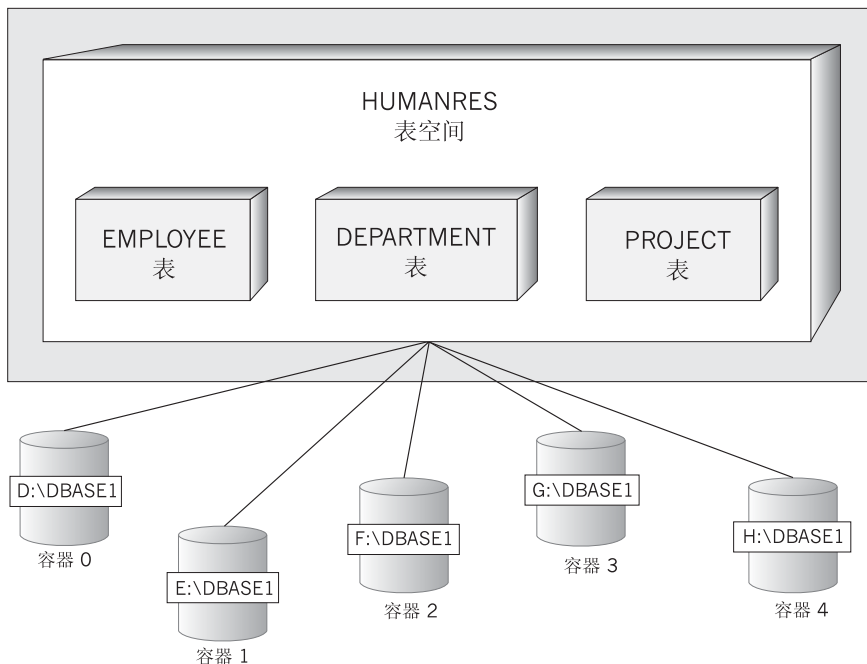 HUMANRES
表空间
EMPLOYEE
表
DEPARTMENT
表
PROJECT
表
D:\DBASE1
容器 0
E:\DBASE1
容器 1
F:\DBASE1
容器 2
G:\DBASE1
容器 3
H:\DBASE1
容器 4